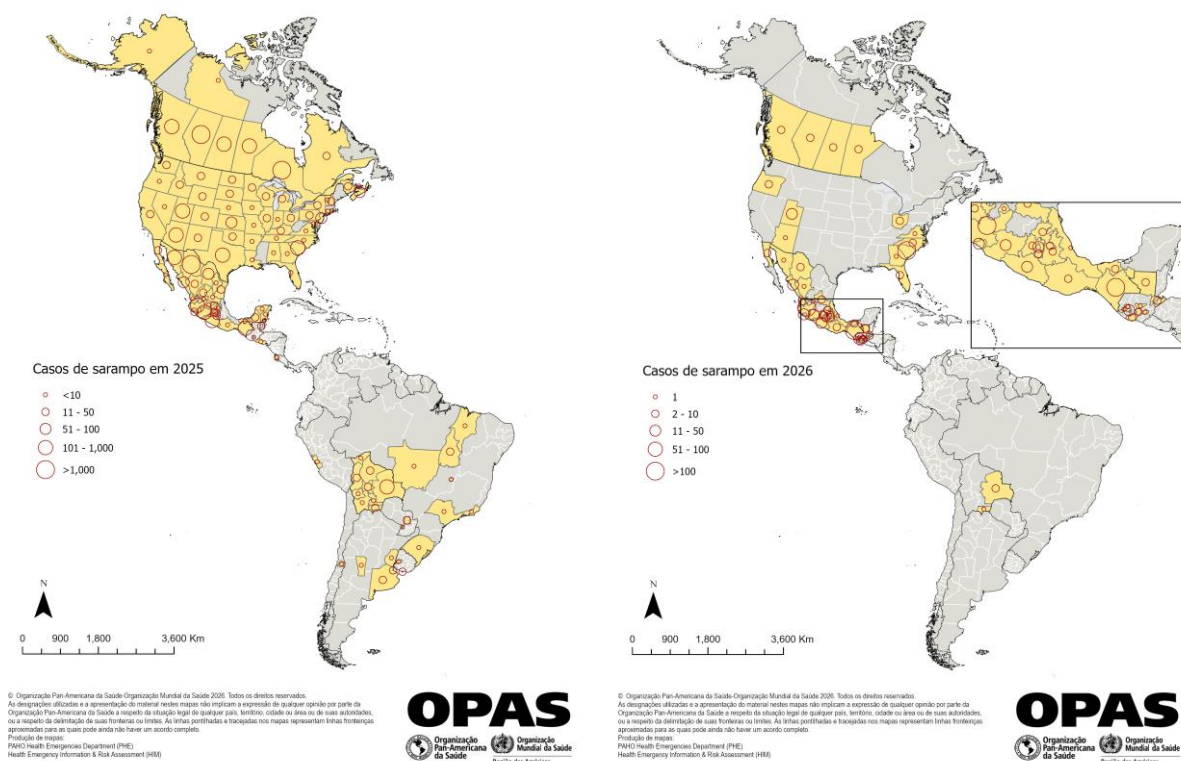 Casos de sarampo em 2025
<10
11 - 50
51 - 100
101 - 1,000
>1,000
N
0 900 1,800 3,600 Km
© Organização Pan-Americana da Saúde-Organização Mundial da Saúde 2026. Todos os direitos reservados.
As designações utilizadas e a apresentação do material nestes mapas não implicam a expressão de qualquer opinião por parte da
Organização Pan-Americana da Saúde a respeito da situação legal de qualquer país, território, cidade ou área ou de suas autoridades,
ou a respeito da delimitação de suas fronteiras ou limites. As linhas pontilhadas e tracejadas nos mapas representam linhas fronteiriças
aproximadas para as quais pode ainda não haver um acordo completo.
Produção de mapas:
PAHO Health Emergencies Department (PHE)
Health Emergency Information & Risk Assessment (HIM)
OPAS
Organização
Pan-Americana
da Saúde
Organização
Mundial da Saúde
Casos de sarampo em 2026
1
2 - 10
11 - 50
51 - 100
>100
N
0 900 1,800 3,600 Km
© Organização Pan-Americana da Saúde-Organização Mundial da Saúde 2026. Todos os direitos reservados.
As designações utilizadas e a apresentação do material nestes mapas não implicam a expressão de qualquer opinião por parte da
Organização Pan-Americana da Saúde a respeito da situação legal de qualquer país, território, cidade ou área ou de suas autoridades,
ou a respeito da delimitação de suas fronteiras ou limites. As linhas pontilhadas e tracejadas nos mapas representam linhas fronteiriças
aproximadas para as quais pode ainda não haver um acordo completo.
Produção de mapas:
PAHO Health Emergencies Department (PHE)
Health Emergency Information & Risk Assessment (HIM)
OPAS
Organização
Pan-Americana
da Saúde
Organização
Mundial da Saúde